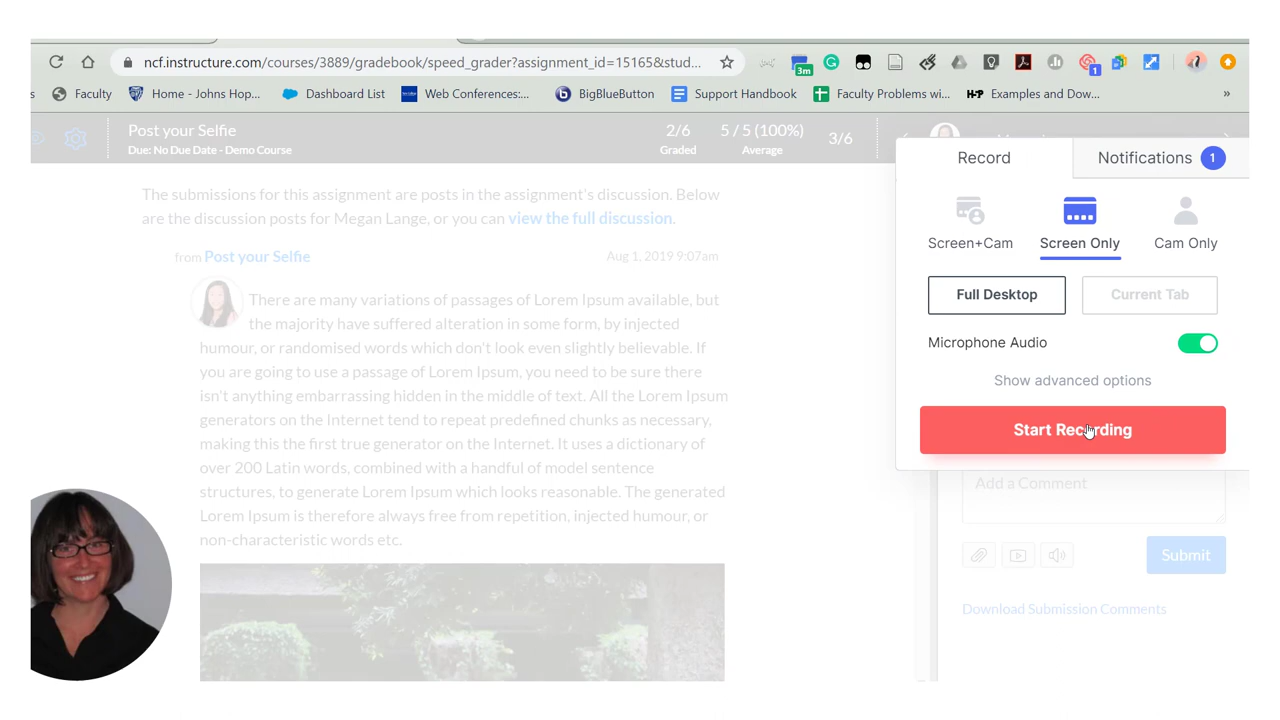 ncf.instructure.com/courses/3889/gradebook/speed_grader?assignment_id=15165&stud...
3m
1
s Faculty Home - Johns Hop... Dashboard List Web Conferences:... BigBlueButton Support Handbook Faculty Problems wi... H-P Examples and Dow... »
Post your Selfie
Due: No Due Date - Demo Course
2/6
Graded
5 / 5 (100%)
Average
3/6
Record
Notifications 1
Screen+Cam Screen Only Cam Only
Full Desktop Current Tab
Microphone Audio
Show advanced options
Start Recording
The submissions for this assignment are posts in the assignment's discussion. Below
are the discussion posts for Megan Lange, or you can view the full discussion.
from Post your Selfie Aug 1, 2019 9:07am
There are many variations of passages of Lorem Ipsum available, but
the majority have suffered alteration in some form, by injected
humour, or randomised words which don't look even slightly believable. If
you are going to use a passage of Lorem Ipsum, you need to be sure there
isn't anything embarrassing hidden in the middle of text. All the Lorem Ipsum
generators on the Internet tend to repeat predefined chunks as necessary,
making this the first true generator on the Internet. It uses a dictionary of
over 200 Latin words, combined with a handful of model sentence
structures, to generate Lorem Ipsum which looks reasonable. The generated
Lorem Ipsum is therefore always free from repetition, injected humour, or
non-characteristic words etc.
Add a Comment
Submit
Download Submission Comments